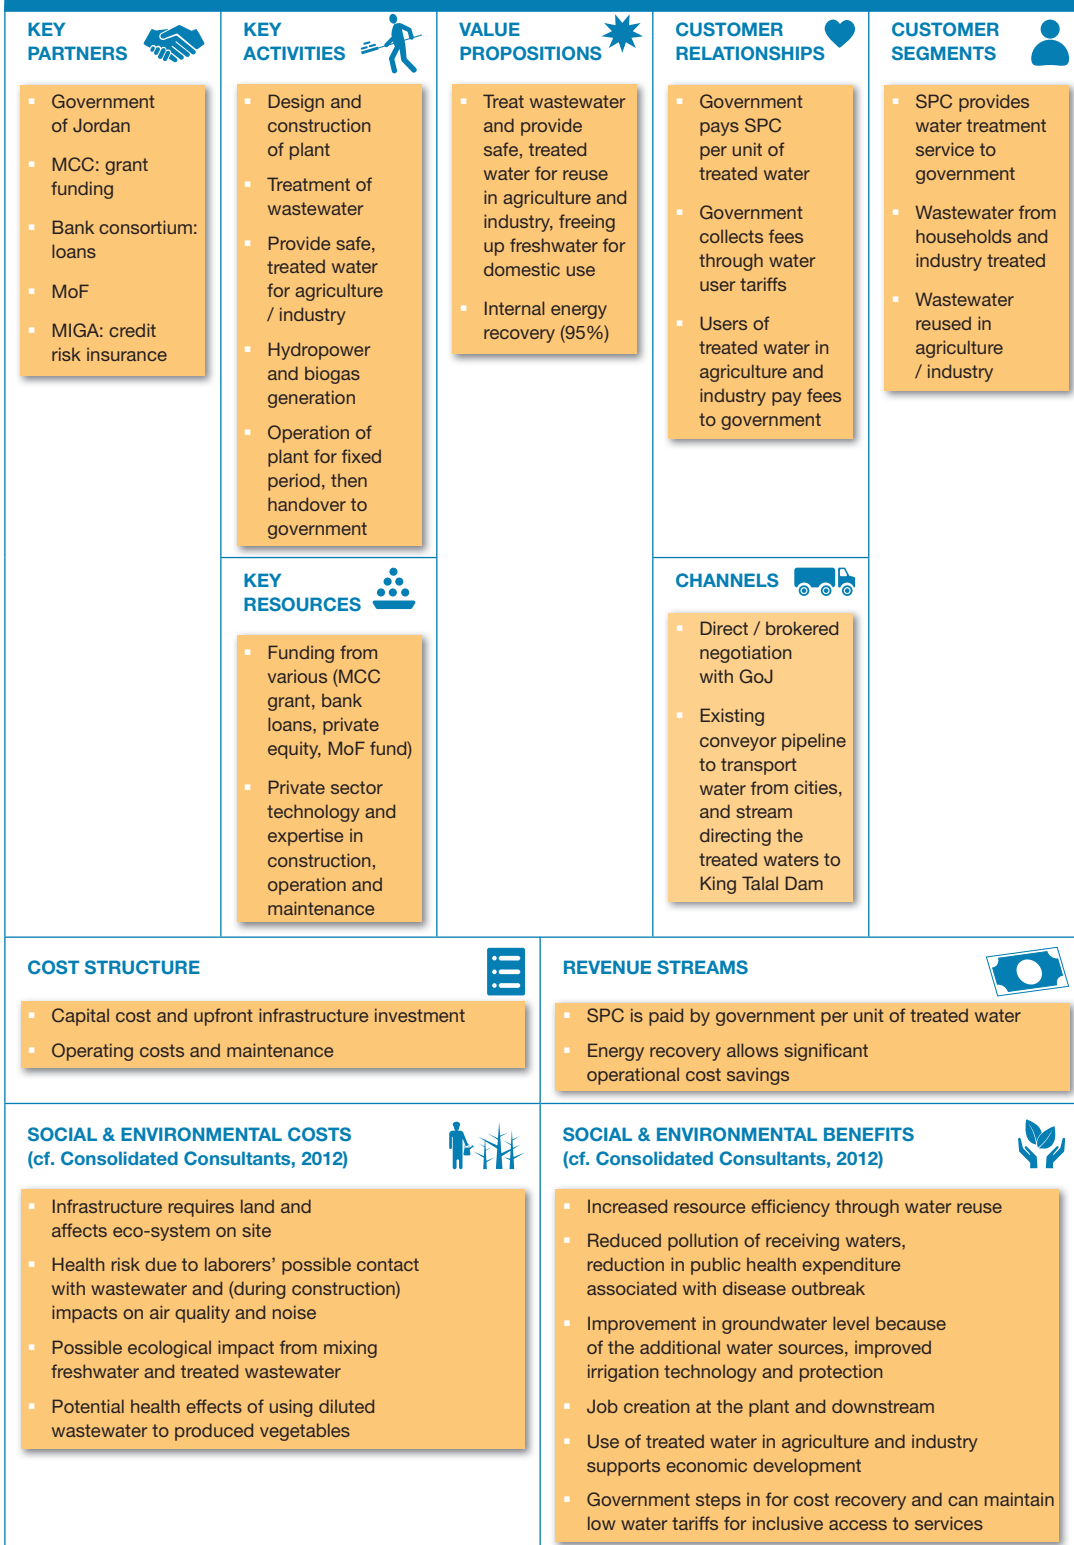 KEY
PARTNERS
Government
of Jordan
MCC: grant
funding
Bank consortium:
loans
MoF
MIGA: credit
risk insurance
KEY
ACTIVITIES
Design and
construction
of plant
Treatment of
wastewater
Provide safe,
treated water
for agriculture
/ industry
Hydropower
and biogas
generation
Operation of
plant for fixed
period, then
handover to
government
KEY
RESOURCES
Funding from
various (MCC
grant, bank
loans, private
equity, MoF fund)
Private sector
technology and
expertise in
construction,
operation and
maintenance
VALUE
PROPOSITIONS
Treat wastewater
and provide
safe, treated
water for reuse
in agriculture and
industry, freeing
up freshwater for
domestic use
Internal energy
recovery (95%)
CUSTOMER
RELATIONSHIPS
Government
pays SPC
per unit of
treated water
Government
collects fees
through water
user tariffs
Users of
treated water in
agriculture and
industry pay fees
to government
CHANNELS
Direct / brokered
negotiation
with GoJ
Existing
conveyor pipeline
to transport
water from cities,
and stream
directing the
treated waters to
King Talal Dam
CUSTOMER
SEGMENTS
SPC provides
water treatment
service to
government
Wastewater from
households and
industry treated
Wastewater
reused in
agriculture
/ industry
COST STRUCTURE
Capital cost and upfront infrastructure investment
Operating costs and maintenance
REVENUE STREAMS
SPC is paid by government per unit of treated water
Energy recovery allows significant
operational cost savings
SOCIAL & ENVIRONMENTAL COSTS
(cf. Consolidated Consultants, 2012)
Infrastructure requires land and
affects eco-system on site
Health risk due to laborers' possible contact
with wastewater and (during construction)
impacts on air quality and noise
Possible ecological impact from mixing
freshwater and treated wastewater
Potential health effects of using diluted
wastewater to produced vegetables
SOCIAL & ENVIRONMENTAL BENEFITS
(cf. Consolidated Consultants, 2012)
Increased resource efficiency through water reuse
Reduced pollution of receiving waters,
reduction in public health expenditure
associated with disease outbreak
Improvement in groundwater level because
of the additional water sources, improved
irrigation technology and protection
Job creation at the plant and downstream
Use of treated water in agriculture and industry
supports economic development
Government steps in for cost recovery and can maintain
low water tariffs for inclusive access to services